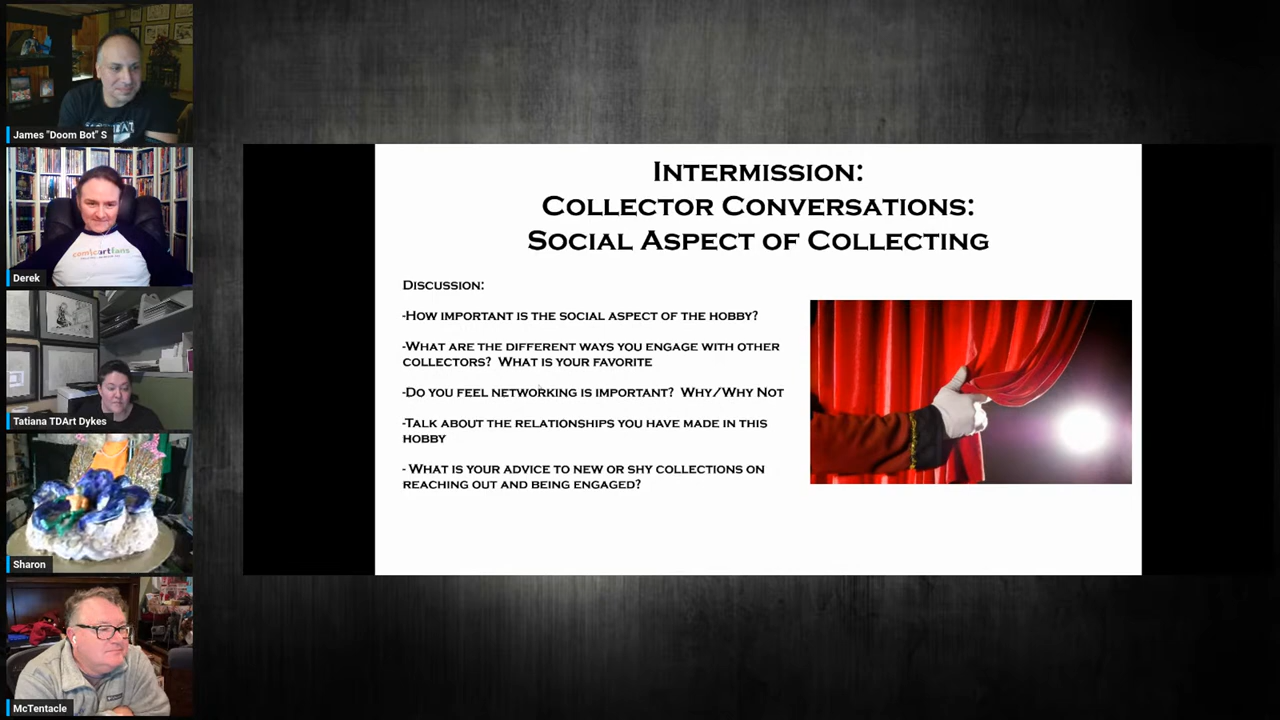 James "Doom Bot" S
comicartfans
Derek
Tatiana TDArt Dykes
Sharon
McTentacle
Intermission:
Collector Conversations:
Social Aspect of Collecting
Discussion:
-How important is the social aspect of the hobby?
-What are the different ways you engage with other
collectors? What is your favorite
-Do you feel networking is important? Why/Why Not
-Talk about the relationships you have made in this
hobby
- What is your advice to new or shy collections on
reaching out and being engaged?